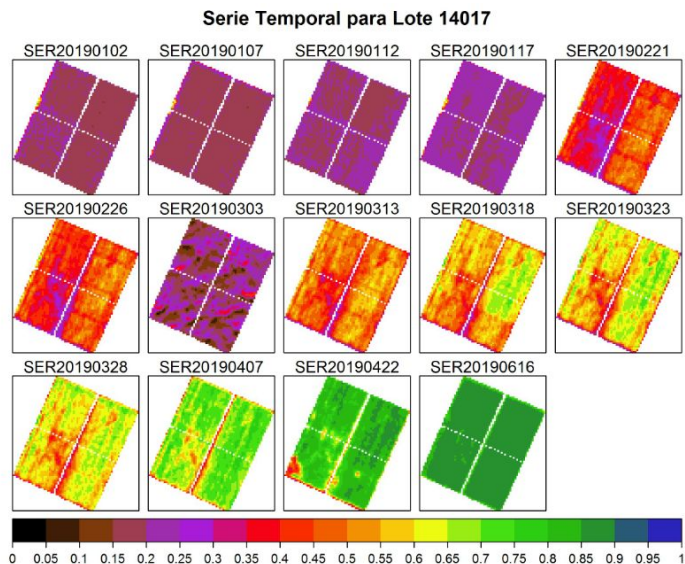 Serie Temporal para Lote 14017
SER20190102 SER20190107 SER20190112 SER20190117 SER20190221
SER20190226 SER20190303 SER20190313 SER20190318 SER20190323
SER20190328 SER20190407 SER20190422 SER20190616
0 0.05 0.1 0.15 0.2 0.25 0.3 0.35 0.4 0.45 0.5 0.55 0.6 0.65 0.7 0.75 0.8 0.85 0.9 0.95 1